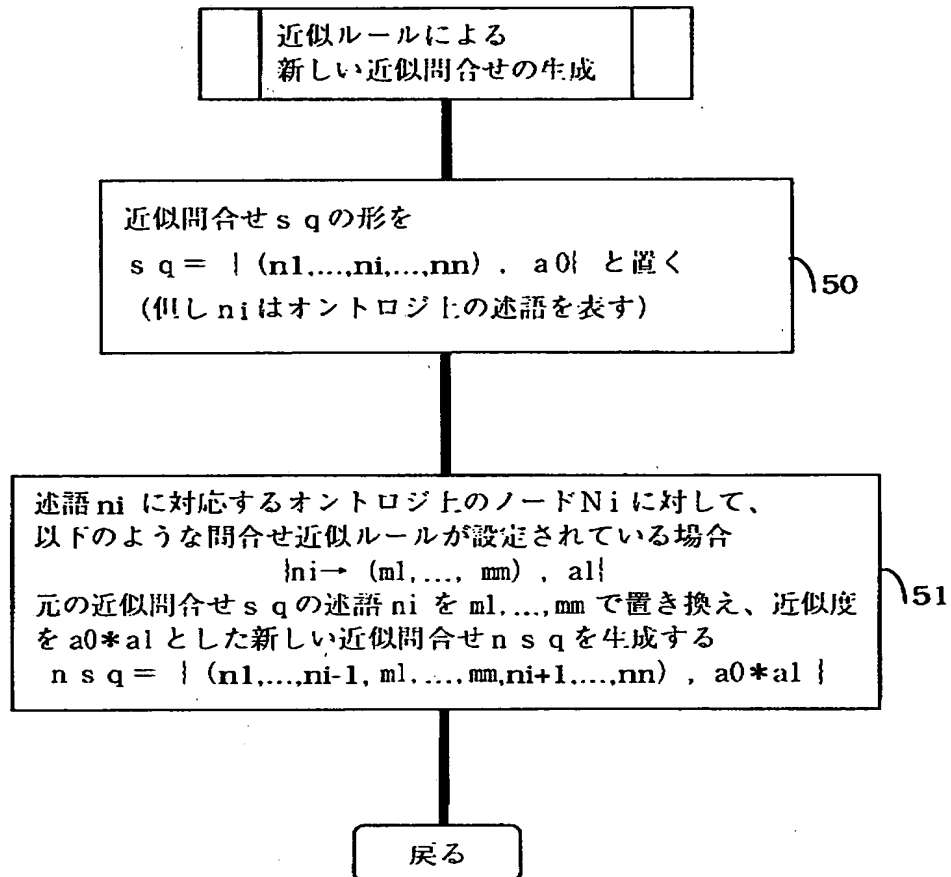 近似ルールによる
新しい近似問合せの生成
近似問合せｓｑの形を
ｓｑ＝ ｛ (n1,...,ni,...,nn) , a0｝ と置く
(但しniはオントロジ上の述語を表す)
50
述語niに対応するオントロジ上のノードNiに対して、
以下のような問合せ近似ルールが設定されている場合
｛ni→ (m1,..., mm) , a1｝
元の近似問合せｓｑの述語niをm1,...,mmで置き換え、近似度
をa0*a1とした新しい近似問合せｎｓｑを生成する
ｎｓｑ＝ ｛ (n1,...,ni-1, m1,...,mm,ni+1,...,nn) , a0*a1 ｝
51
戻る